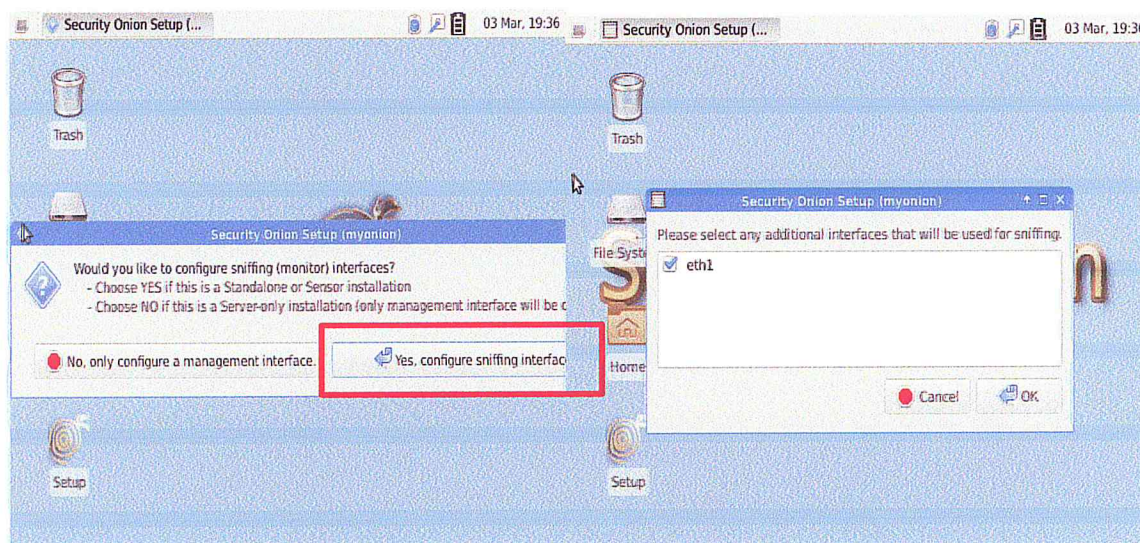 Security Onion Setup (...
03 Mar, 19:36
Trash
Security Onion Setup (myonion)
Would you like to configure sniffing (monitor) interfaces?
- Choose YES if this is a Standalone or Sensor installation
- Choose NO if this is a Server-only installation (only management interface will be c
No, only configure a management interface.
Yes, configure sniffing interfac
Setup
Security Onion Setup (...
03 Mar, 19:36
Trash
File Syst
Security Onion Setup (myonion)
Please select any additional interfaces that will be used for sniffing.
eth1
Cancel
OK
S
n
Home
Setup